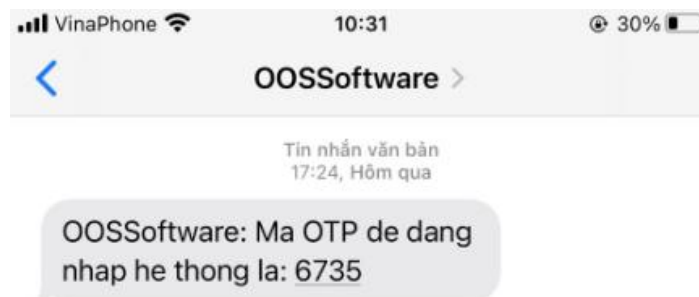 VinaPhone 10:31 30%
OOSSoftware
Tin nhắn văn bản
17:24, Hôm qua
OOSSoftware: Ma OTP de dang
nhap he thong la: 6735